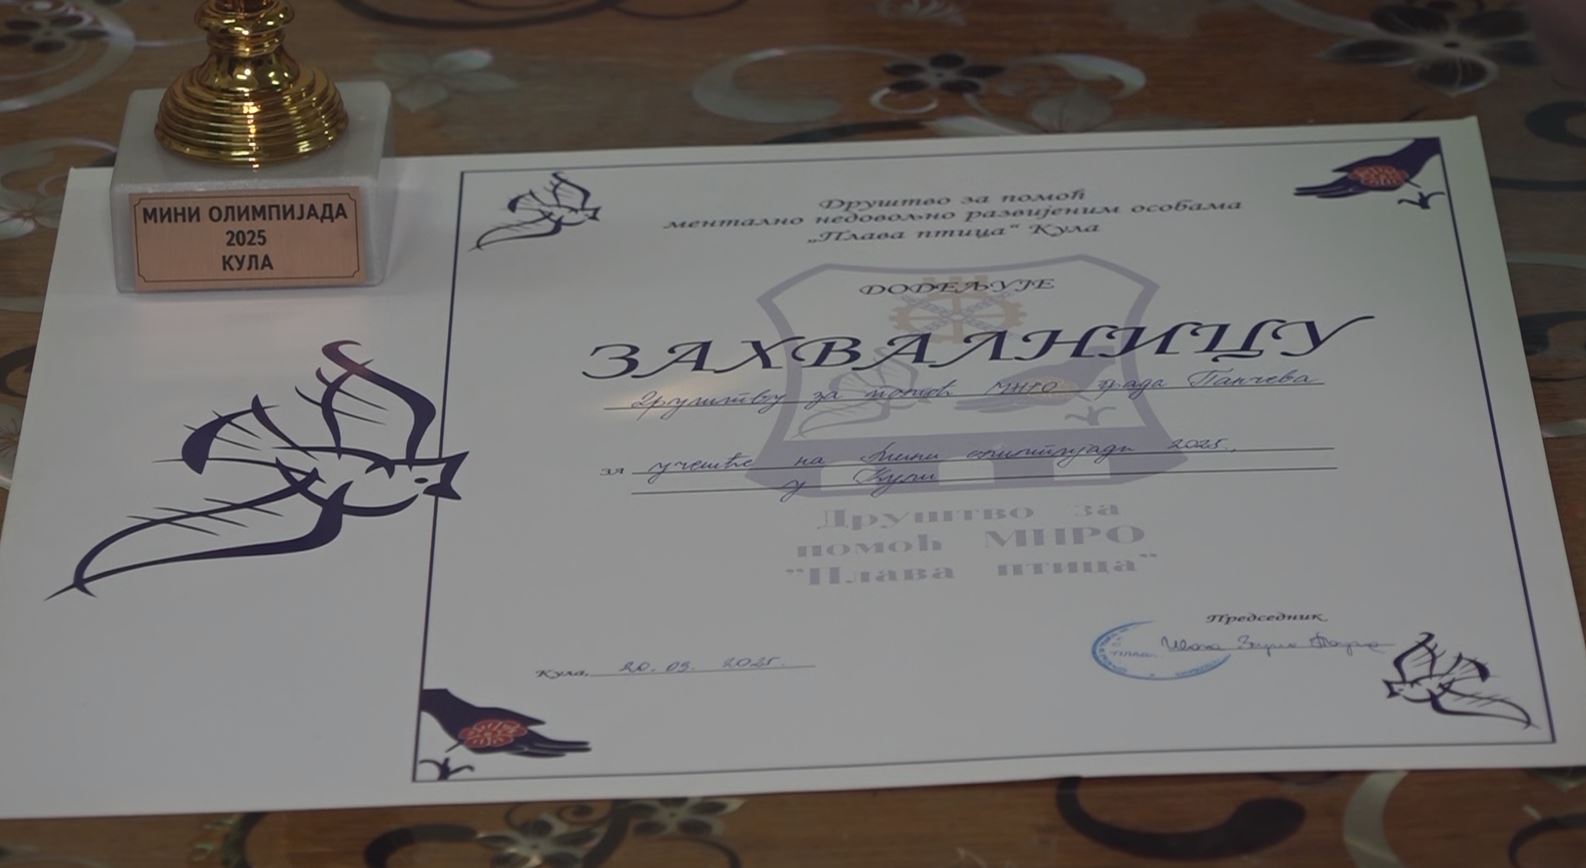 МИНИ ОЛИМПИЈАДА
2025
КУЛА
Друштво за помоћ
ментално недовољно развијеним особама
„Плава птица“ Кула
ДОДЕЉУЈЕ
ЗАХВАЛНИЦУ
Друштву за помоћ МНРО града Панчева
за учешће на Мини олимпијади 2025.,
у Кули
Друштво за
помоћ МНРО
"Плава птица"
Председник
Кула, 20.09.2025.